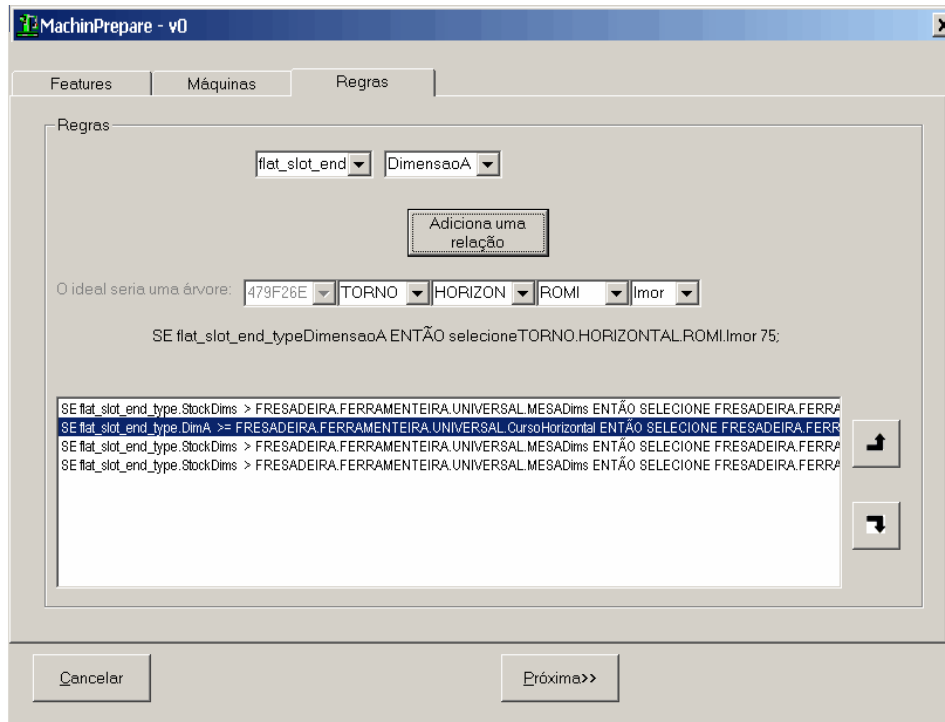 MachinPrepare - v0
Features Máquinas Regras
Regras
flat_slot_end DimensaoA
Adiciona uma
relação
O ideal seria uma árvore: 479F26E TORNO HORIZON ROMI Imor
SE flat_slot_end_typeDimensaoA ENTÃO selecioneTORNO.HORIZONTAL.ROMI.Imor 75;
SE flat_slot_end_type.StockDims > FRESADEIRA.FERRAMENTEIRA.UNIVERSAL.MESADims ENTÃO SELECIONE FRESADEIRA.FERRA
SE flat_slot_end_type.DimA >= FRESADEIRA.FERRAMENTEIRA.UNIVERSAL.CursoHorizontal ENTÃO SELECIONE FRESADEIRA.FERR
SE flat_slot_end_type.StockDims > FRESADEIRA.FERRAMENTEIRA.UNIVERSAL.MESADims ENTÃO SELECIONE FRESADEIRA.FERRA
SE flat_slot_end_type.StockDims > FRESADEIRA.FERRAMENTEIRA.UNIVERSAL.MESADims ENTÃO SELECIONE FRESADEIRA.FERRA
Cancelar Próxima>>